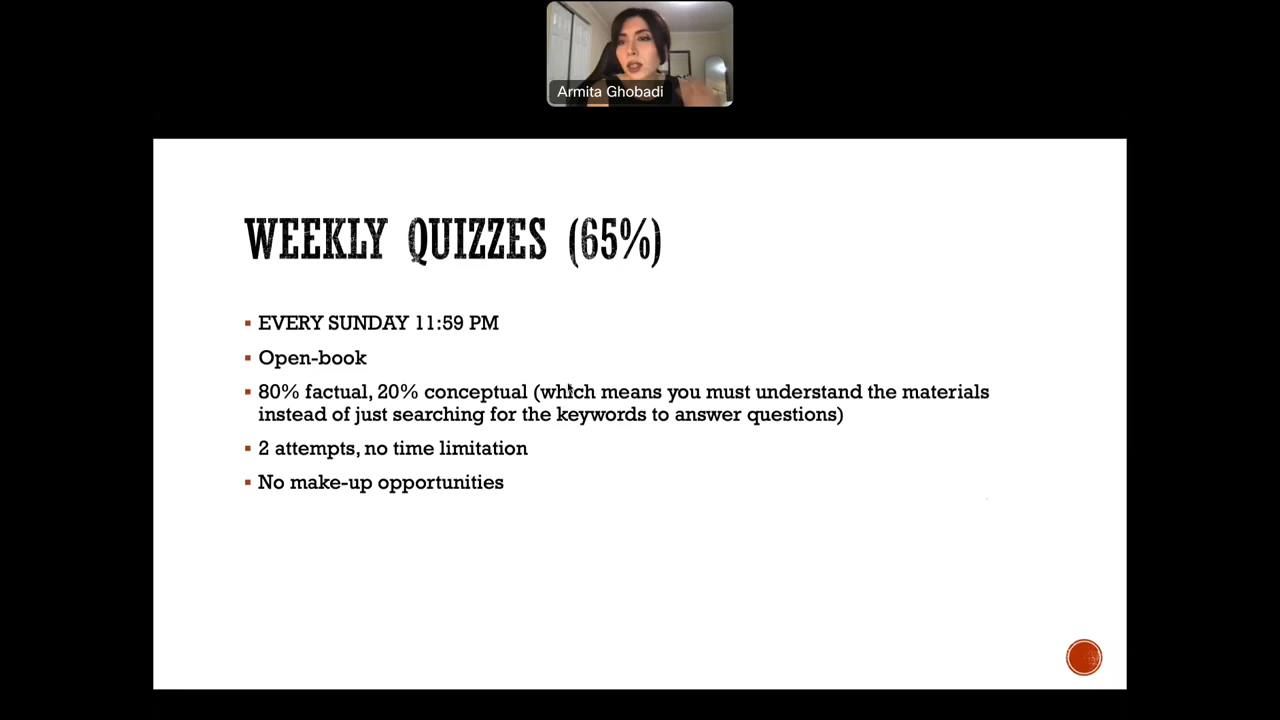 Armita Ghobadi
WEEKLY QUIZZES (65%)
EVERY SUNDAY 11:59 PM
Open-book
80% factual, 20% conceptual (which means you must understand the materials
instead of just searching for the keywords to answer questions)
2 attempts, no time limitation
No make-up opportunities